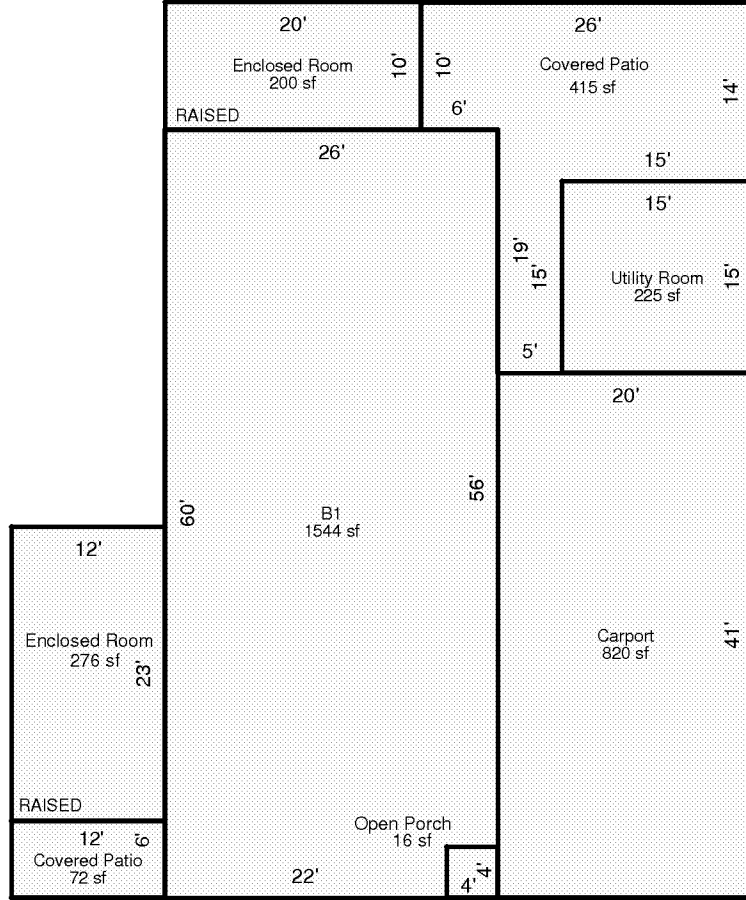 20'
26'
Enclosed Room
200 sf
10'
10'
Covered Patio
415 sf
14'
RAISED
6'
26'
15'
15'
19'
15'
Utility Room
225 sf
15'
5'
20'
60'
B1
1544 sf
56'
12'
Enclosed Room
276 sf
23'
Carport
820 sf
41'
RAISED
12'
6'
Covered Patio
72 sf
Open Porch
16 sf
22'
4'
4'